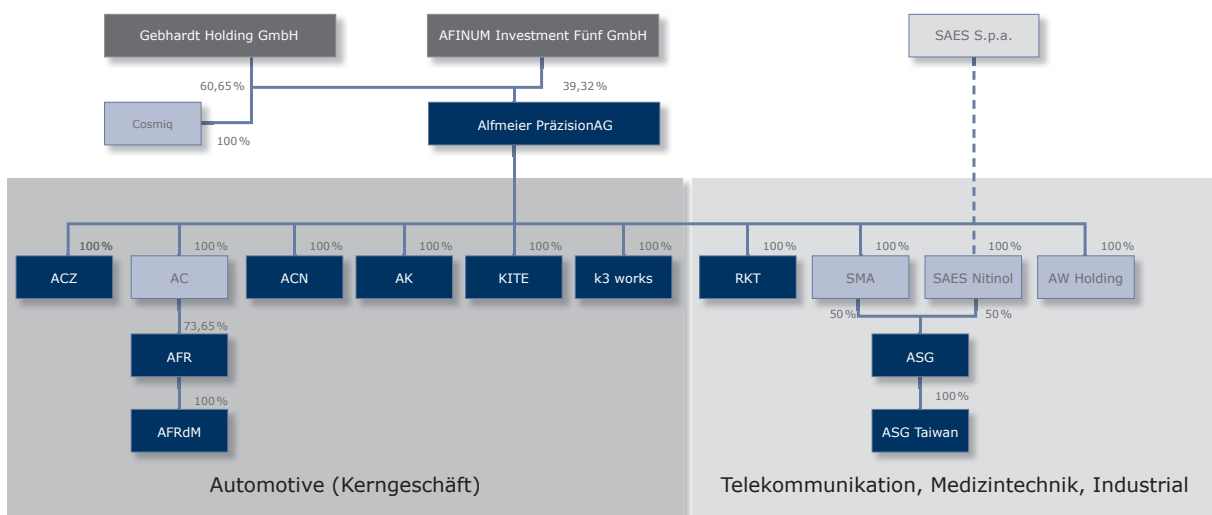 Gebhardt Holding GmbH
AFINUM Investment Fünf GmbH
SAES S.p.a.
60,65 %
39,32 %
Cosmiq
100 %
Alfmeier PräzisionAG
100 %
100 %
100 %
100 %
100 %
100 %
100 %
100 %
100 %
100 %
ACZ
AC
ACN
AK
KITE
k3 works
RKT
SMA
SAES Nitinol
AW Holding
73,65 %
50 %
50 %
AFR
ASG
100 %
100 %
AFRdM
ASG Taiwan
Automotive (Kerngeschäft)
Telekommunikation, Medizintechnik, Industrial